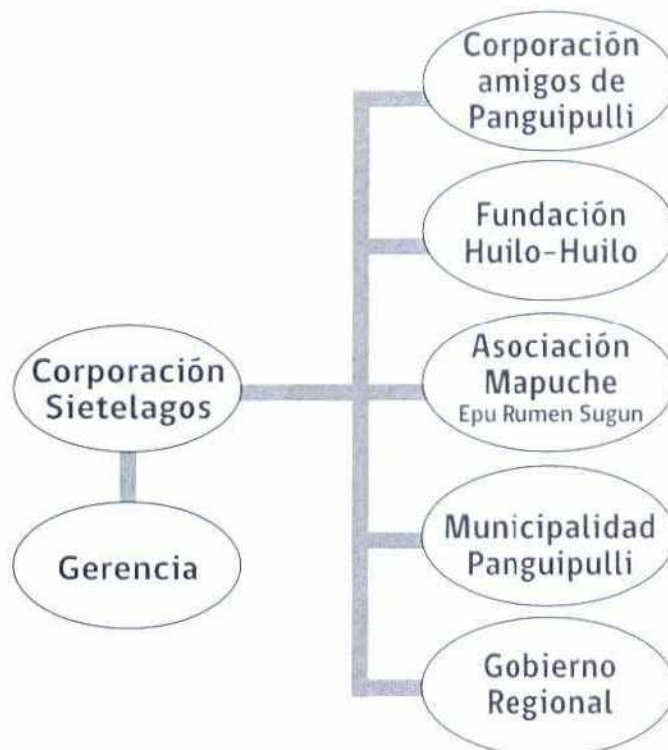 Corporación
amigos de
Panguipulli
Fundación
Huilo-Huilo
Corporación
Sietelagos
Asociación
Mapuche
Epu Rumen Sugun
Gerencia
Municipalidad
Panguipulli
Gobierno
Regional